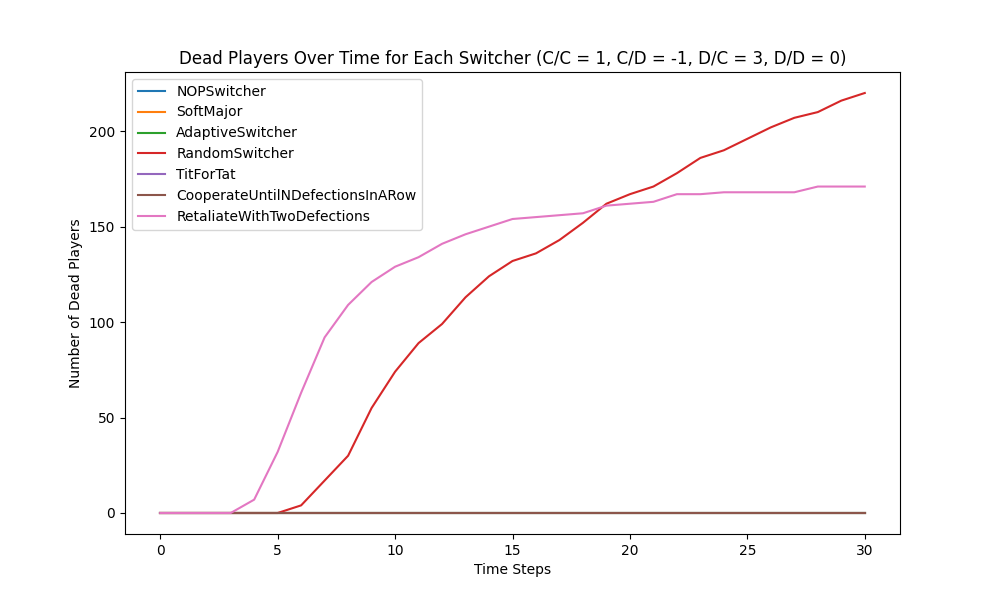 Dead Players Over Time for Each Switcher (C/C = 1, C/D = -1, D/C = 3, D/D = 0)
NOPSwitcher
SoftMajor
AdaptiveSwitcher
RandomSwitcher
TitForTat
CooperateUntilNDefectionsInARow
RetaliateWithTwoDefections
Number of Dead Players
200
150
100
50
0
0 5 10 15 20 25 30
Time Steps